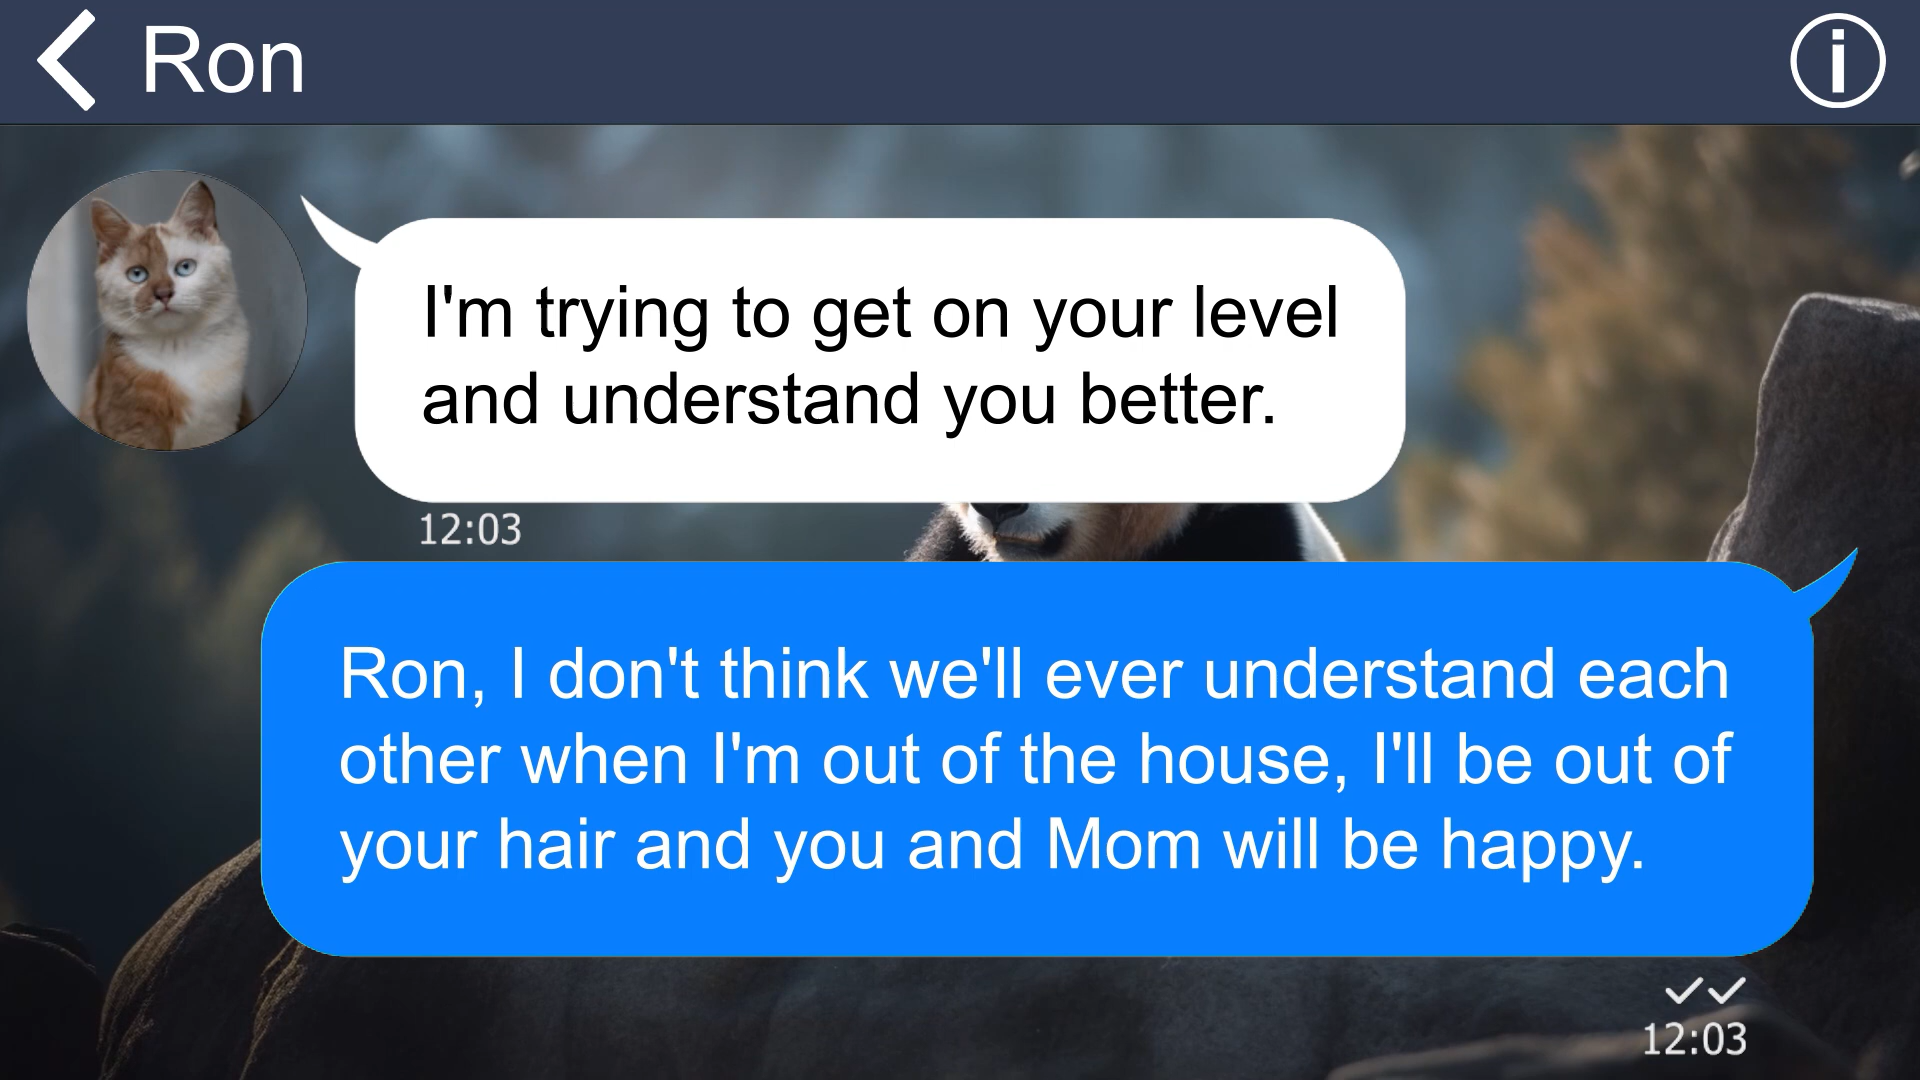 Ron
I'm trying to get on your level
and understand you better.
12:03
Ron, I don't think we'll ever understand each
other when I'm out of the house, I'll be out of
your hair and you and Mom will be happy.
12:03